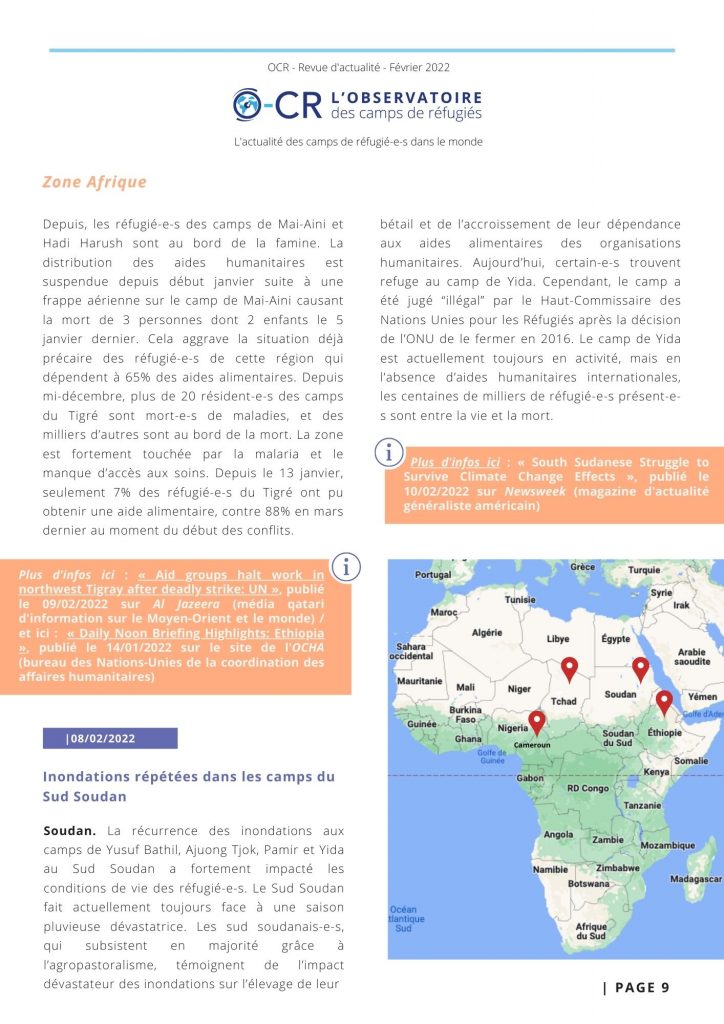 OCR - Revue d'actualité - Février 2022
O-CR L'OBSERVATOIRE
des camps de réfugiés
L'actualité des camps de réfugié-e-s dans le monde
Zone Afrique
Depuis, les réfugié-e-s des camps de Mai-Aini et
Hadi Harush sont au bord de la famine. La
distribution des aides humanitaires est
suspendue depuis début janvier suite à une
frappe aérienne sur le camp de Mai-Aini causant
la mort de 3 personnes dont 2 enfants le 5
janvier dernier. Cela aggrave la situation déjà
précaire des réfugié-e-s de cette région qui
dépendent à 65% des aides alimentaires. Depuis
mi-décembre, plus de 20 résident-e-s des camps
du Tigré sont mort-e-s de maladies, et des
milliers d'autres sont au bord de la mort. La zone
est fortement touchée par la malaria et le
manque d'accès aux soins. Depuis le 13 janvier,
seulement 7% des réfugié-e-s du Tigré ont pu
obtenir une aide alimentaire, contre 88% en mars
dernier au moment du début des conflits.
i
Plus d'infos ici : « Aid groups halt work in
northwest Tigray after deadly strike: UN », publié
le 09/02/2022 sur Al Jazeera (média qatari
d'information sur le Moyen-Orient et le monde) /
et ici : « Daily Noon Briefing Highlights: Ethiopia
», publié le 14/01/2022 sur le site de l'OCHA
(bureau des Nations-Unies de la coordination des
affaires humanitaires)
|08/02/2022
Inondations répétées dans les camps du
Sud Soudan
Soudan. La récurrence des inondations aux
camps de Yusuf Bathil, Ajuong Tjok, Pamir et Yida
au Sud Soudan a fortement impacté les
conditions de vie des réfugié-e-s. Le Sud Soudan
fait actuellement toujours face à une saison
pluvieuse dévastatrice. Les sud soudanais-e-s,
qui subsistent en majorité grâce à
l'agropastoralisme, témoignent de l'impact
dévastateur des inondations sur l'élevage de leur
bétail et de l'accroissement de leur dépendance
aux aides alimentaires des organisations
humanitaires. Aujourd'hui, certain-e-s trouvent
refuge au camp de Yida. Cependant, le camp a
été jugé "illégal" par le Haut-Commissaire des
Nations Unies pour les Réfugiés après la décision
de l'ONU de le fermer en 2016. Le camp de Yida
est actuellement toujours en activité, mais en
l'absence d'aides humanitaires internationales,
les centaines de milliers de réfugié-e-s présent-e-
s sont entre la vie et la mort.
i
Plus d'infos ici : « South Sudanese Struggle to
Survive Climate Change Effects », publié le
10/02/2022 sur Newsweek (magazine d'actualité
généraliste américain)
Portugal
Grèce
Turquie
Tunisie
Syrie
Irak
Maroc
Algérie
Libye
Égypte
Sahara
occidental
Arabie
saoudite
Mauritanie
Mali
Niger
Tchad
Soudan
Yémen
Golfe d'Aden
Burkina
Faso
Guinée
Nigeria
Ghana
Cameroun
Soudan
du Sud
Éthiopie
Golfe de
Guinée
Somalie
Gabon
Kenya
RD Congo
Tanzanie
Angola
Zambie
Mozambique
Namibie
Zimbabwe
Botswana
Madagascar
Océan
tlantique
Sud
Afrique
du Sud
| PAGE 9